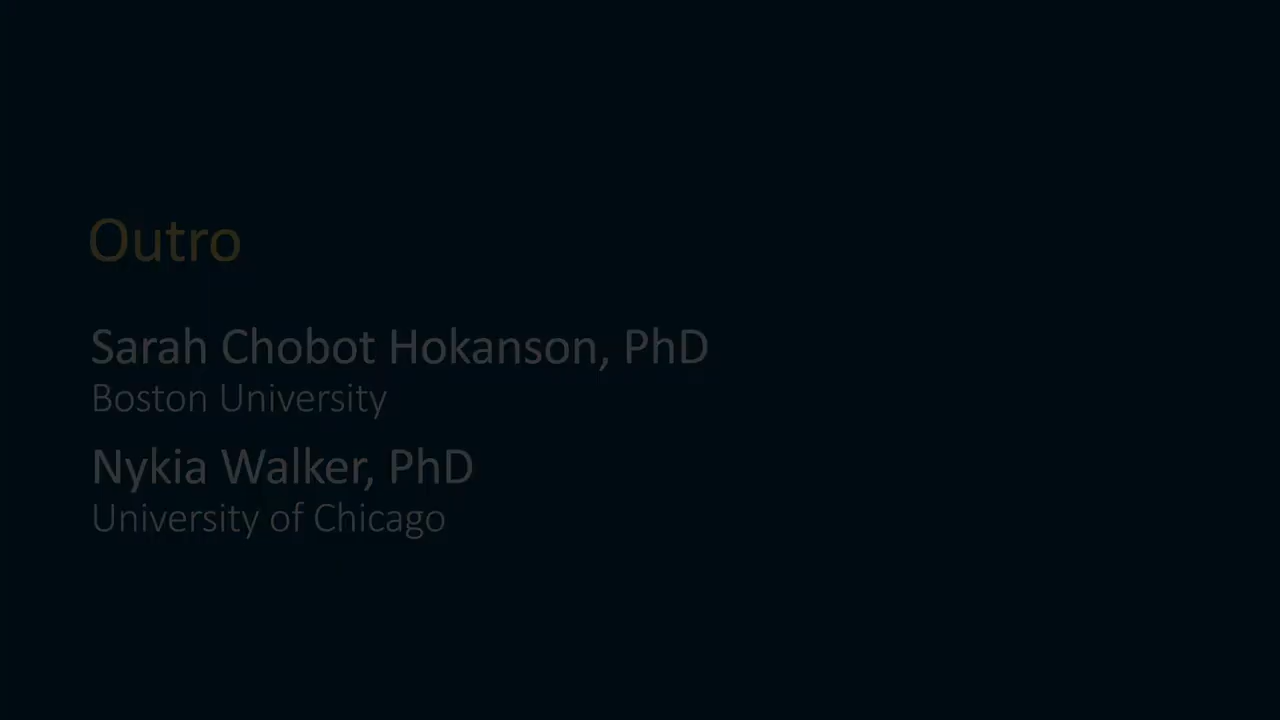 Outro
Sarah Chobot Hokanson, PhD
Boston University
Nykia Walker, PhD
University of Chicago